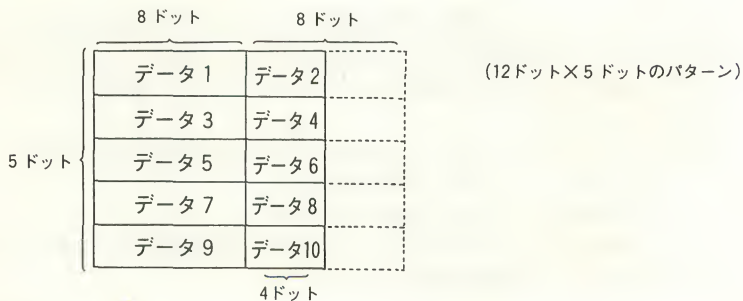 8ドット 8ドット
データ1 データ2 (12ドット×5ドットのパターン)
データ3 データ4
5ドット データ5 データ6
データ7 データ8
データ9 データ10
4ドット